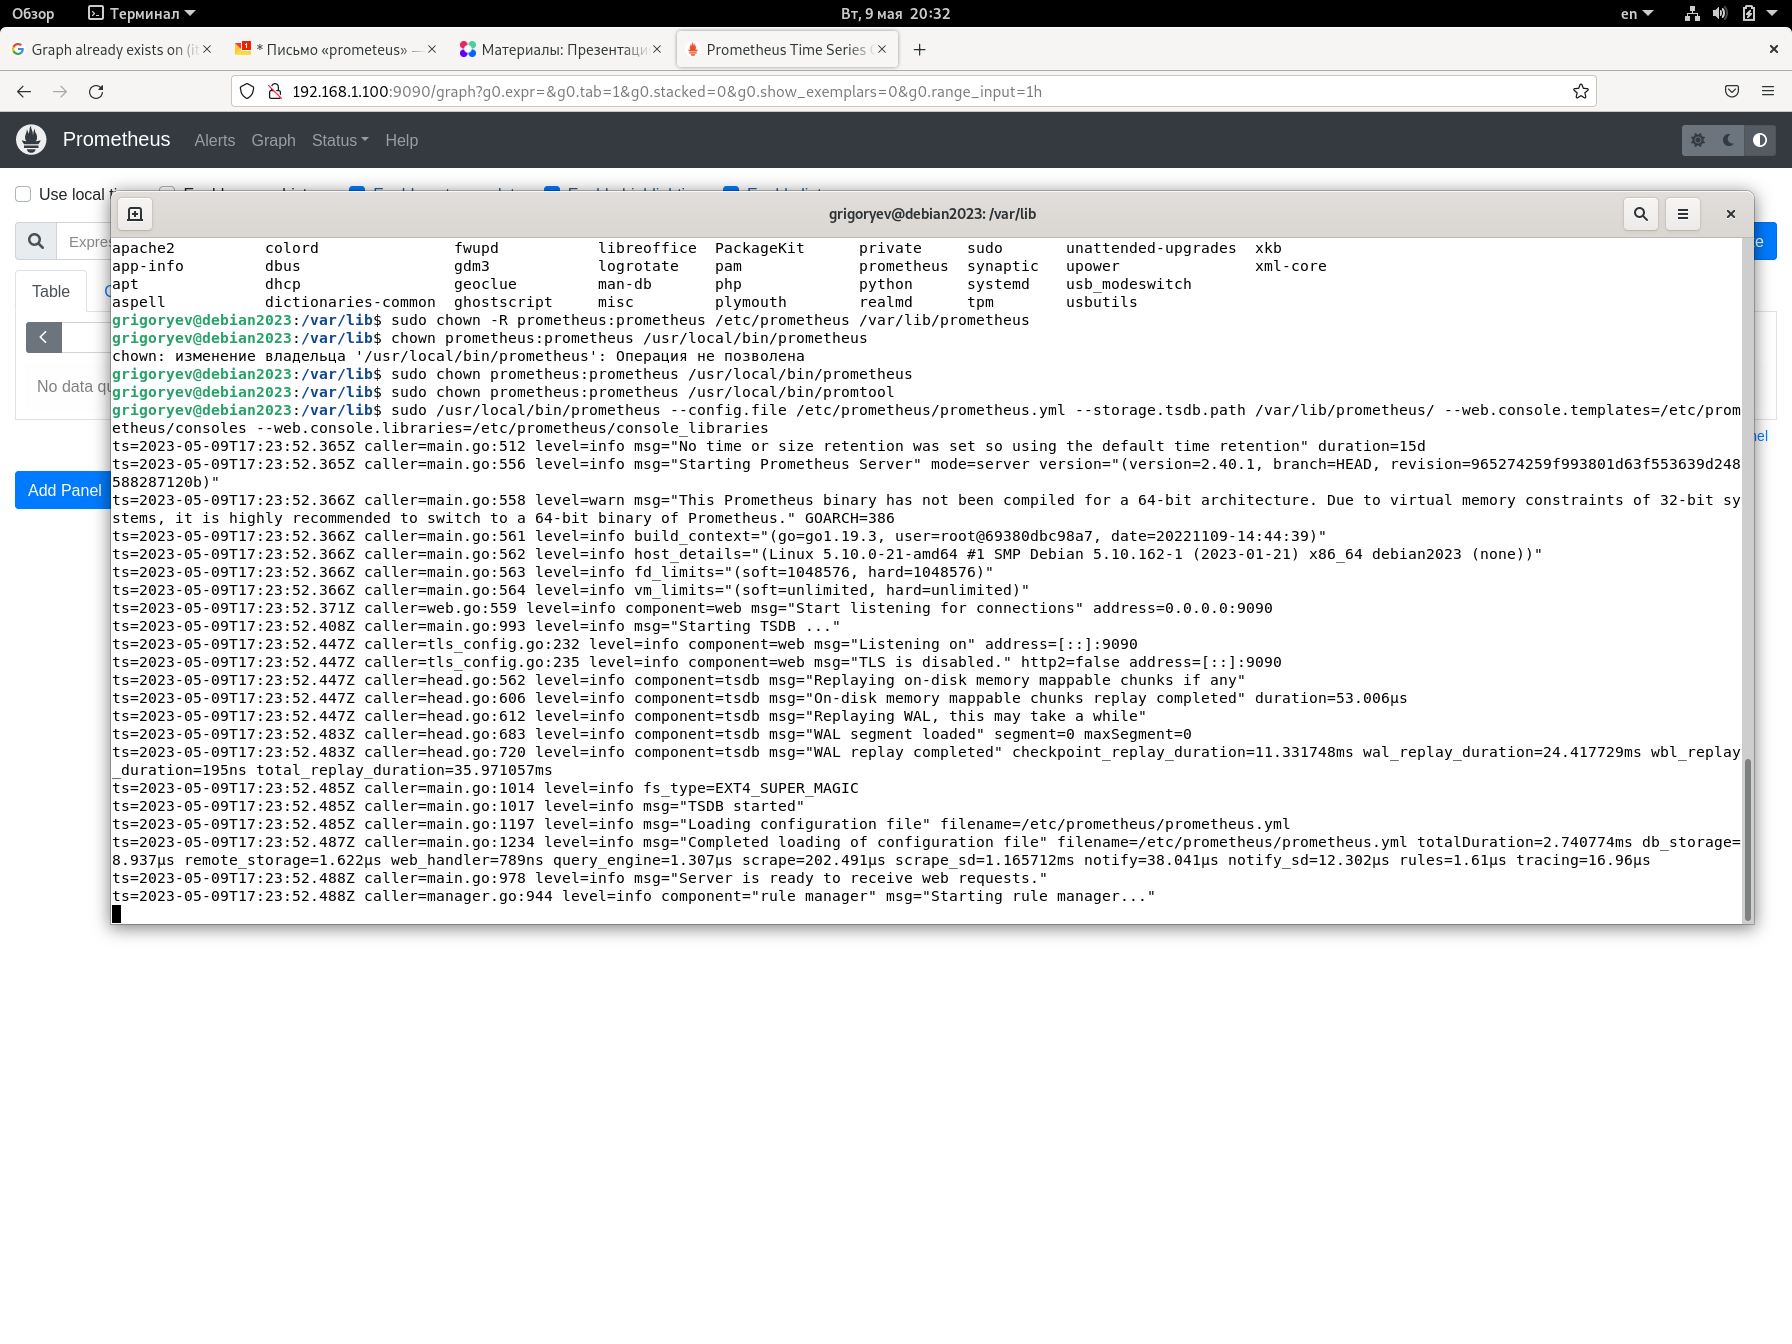 Обзор Терминал Вт, 9 мая 20:32 en
Graph already exists on (it * Письмо «prometeus» — Материалы: Презентаци Prometheus Time Series C
192.168.1.100:9090/graph?g0.expr=&g0.tab=1&g0.stacked=0&g0.show_exemplars=0&g0.range_input=1h
Prometheus Alerts Graph Status Help
Use local
grigoryev@debian2023: /var/lib
Table
No data
Add Panel
apache2 colord fwupd libreoffice PackageKit private sudo unattended-upgrades xkb
app-info dbus gdm3 logrotate pam prometheus synaptic upower xml-core
apt dhcp geoclue man-db php python systemd usb_modeswitch
aspell dictionaries-common ghostscript misc plymouth realmd tpm usbutils
grigoryev@debian2023:/var/lib$ sudo chown -R prometheus:prometheus /etc/prometheus /var/lib/prometheus
grigoryev@debian2023:/var/lib$ chown prometheus:prometheus /usr/local/bin/prometheus
chown: изменение владельца '/usr/local/bin/prometheus': Операция не позволена
grigoryev@debian2023:/var/lib$ sudo chown prometheus:prometheus /usr/local/bin/prometheus
grigoryev@debian2023:/var/lib$ sudo chown prometheus:prometheus /usr/local/bin/promtool
grigoryev@debian2023:/var/lib$ sudo /usr/local/bin/prometheus --config.file /etc/prometheus/prometheus.yml --storage.tsdb.path /var/lib/prometheus/ --web.console.templates=/etc/prom
etheus/consoles --web.console.libraries=/etc/prometheus/console_libraries
ts=2023-05-09T17:23:52.365Z caller=main.go:512 level=info msg="No time or size retention was set so using the default time retention" duration=15d
ts=2023-05-09T17:23:52.365Z caller=main.go:556 level=info msg="Starting Prometheus Server" mode=server version="(version=2.40.1, branch=HEAD, revision=965274259f993801d63f553639d248
588287120b)"
ts=2023-05-09T17:23:52.366Z caller=main.go:558 level=warn msg="This Prometheus binary has not been compiled for a 64-bit architecture. Due to virtual memory constraints of 32-bit sy
stems, it is highly recommended to switch to a 64-bit binary of Prometheus." GOARCH=386
ts=2023-05-09T17:23:52.366Z caller=main.go:561 level=info build_context="(go=go1.19.3, user=root@69380dbc98a7, date=20221109-14:44:39)"
ts=2023-05-09T17:23:52.366Z caller=main.go:562 level=info host_details="(Linux 5.10.0-21-amd64 #1 SMP Debian 5.10.162-1 (2023-01-21) x86_64 debian2023 (none))"
ts=2023-05-09T17:23:52.366Z caller=main.go:563 level=info fd_limits="(soft=1048576, hard=1048576)"
ts=2023-05-09T17:23:52.366Z caller=main.go:564 level=info vm_limits="(soft=unlimited, hard=unlimited)"
ts=2023-05-09T17:23:52.371Z caller=web.go:559 level=info component=web msg="Start listening for connections" address=0.0.0.0:9090
ts=2023-05-09T17:23:52.408Z caller=main.go:993 level=info msg="Starting TSDB ..."
ts=2023-05-09T17:23:52.447Z caller=tls_config.go:232 level=info component=web msg="Listening on" address=[::]:9090
ts=2023-05-09T17:23:52.447Z caller=tls_config.go:235 level=info component=web msg="TLS is disabled." http2=false address=[::]:9090
ts=2023-05-09T17:23:52.447Z caller=head.go:562 level=info component=tsdb msg="Replaying on-disk memory mappable chunks if any"
ts=2023-05-09T17:23:52.447Z caller=head.go:606 level=info component=tsdb msg="On-disk memory mappable chunks replay completed" duration=53.006µs
ts=2023-05-09T17:23:52.447Z caller=head.go:612 level=info component=tsdb msg="Replaying WAL, this may take a while"
ts=2023-05-09T17:23:52.483Z caller=head.go:683 level=info component=tsdb msg="WAL segment loaded" segment=0 maxSegment=0
ts=2023-05-09T17:23:52.483Z caller=head.go:720 level=info component=tsdb msg="WAL replay completed" checkpoint_replay_duration=11.331748ms wal_replay_duration=24.417729ms wbl_replay
_duration=195ns total_replay_duration=35.971057ms
ts=2023-05-09T17:23:52.485Z caller=main.go:1014 level=info fs_type=EXT4_SUPER_MAGIC
ts=2023-05-09T17:23:52.485Z caller=main.go:1017 level=info msg="TSDB started"
ts=2023-05-09T17:23:52.485Z caller=main.go:1197 level=info msg="Loading configuration file" filename=/etc/prometheus/prometheus.yml
ts=2023-05-09T17:23:52.487Z caller=main.go:1234 level=info msg="Completed loading of configuration file" filename=/etc/prometheus/prometheus.yml totalDuration=2.740774ms db_storage=
8.937µs remote_storage=1.622µs web_handler=789ns query_engine=1.307µs scrape=202.491µs scrape_sd=1.165712ms notify=38.041µs notify_sd=12.302µs rules=1.61µs tracing=16.96µs
ts=2023-05-09T17:23:52.488Z caller=main.go:978 level=info msg="Server is ready to receive web requests."
ts=2023-05-09T17:23:52.488Z caller=manager.go:944 level=info component="rule manager" msg="Starting rule manager..."